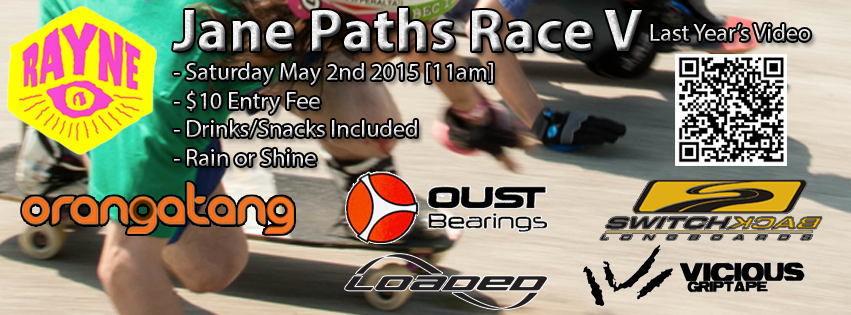 RAYNE
Jane Paths Race V
Last Year's Video
- Saturday May 2nd 2015 [11am]
- $10 Entry Fee
- Drinks/Snacks Included
- Rain or Shine
orangatang
OUST
Bearings
SWITCHBACK
LONGBOARDS
LOADED
VICIOUS
GRIPTAPE